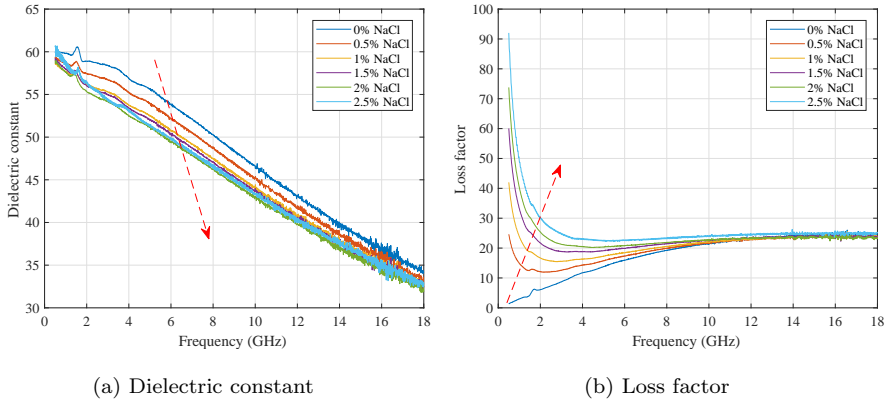 65
60
55
50
45
40
35
30
0 2 4 6 8 10 12 14 16 18
Dielectric constant
Frequency (GHz)
0% NaCl
0.5% NaCl
1% NaCl
1.5% NaCl
2% NaCl
2.5% NaCl
(a) Dielectric constant
100
90
80
70
60
50
40
30
20
10
0
0 2 4 6 8 10 12 14 16 18
Loss factor
Frequency (GHz)
0% NaCl
0.5% NaCl
1% NaCl
1.5% NaCl
2% NaCl
2.5% NaCl
(b) Loss factor